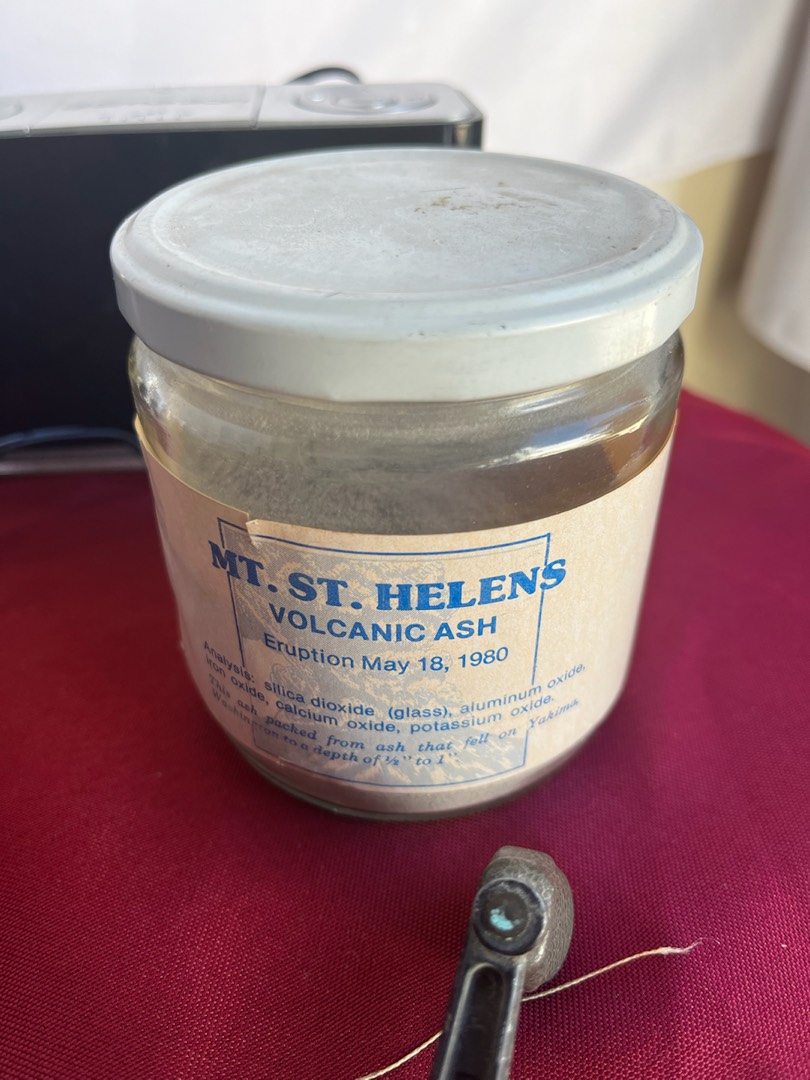 MT. ST. HELENS
VOLCANIC ASH
Eruption May 18, 1980
Analysis: silica dioxide (glass), aluminum oxide,
iron oxide, calcium oxide, potassium oxide.
This ash packed from ash that fell on Yakima,
Washington to a depth of ½" to 1".